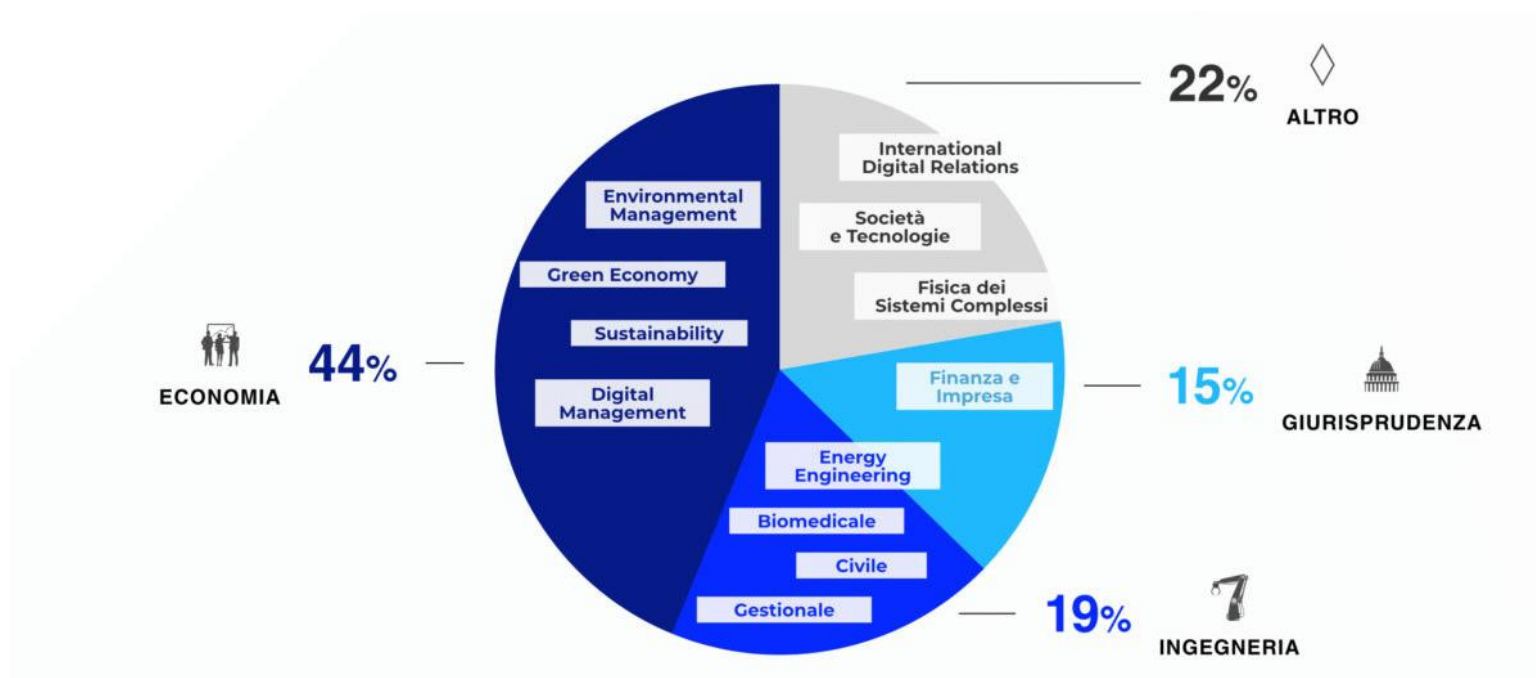 22%
ALTRO
International
Digital Relations
Società
e Tecnologie
Fisica dei
Sistemi Complessi
Environmental
Management
Green Economy
Sustainability
Digital
Management
44%
ECONOMIA
Finanza e
Impresa
15%
GIURISPRUDENZA
Energy
Engineering
Biomedicale
Civile
Gestionale
19%
INGEGNERIA